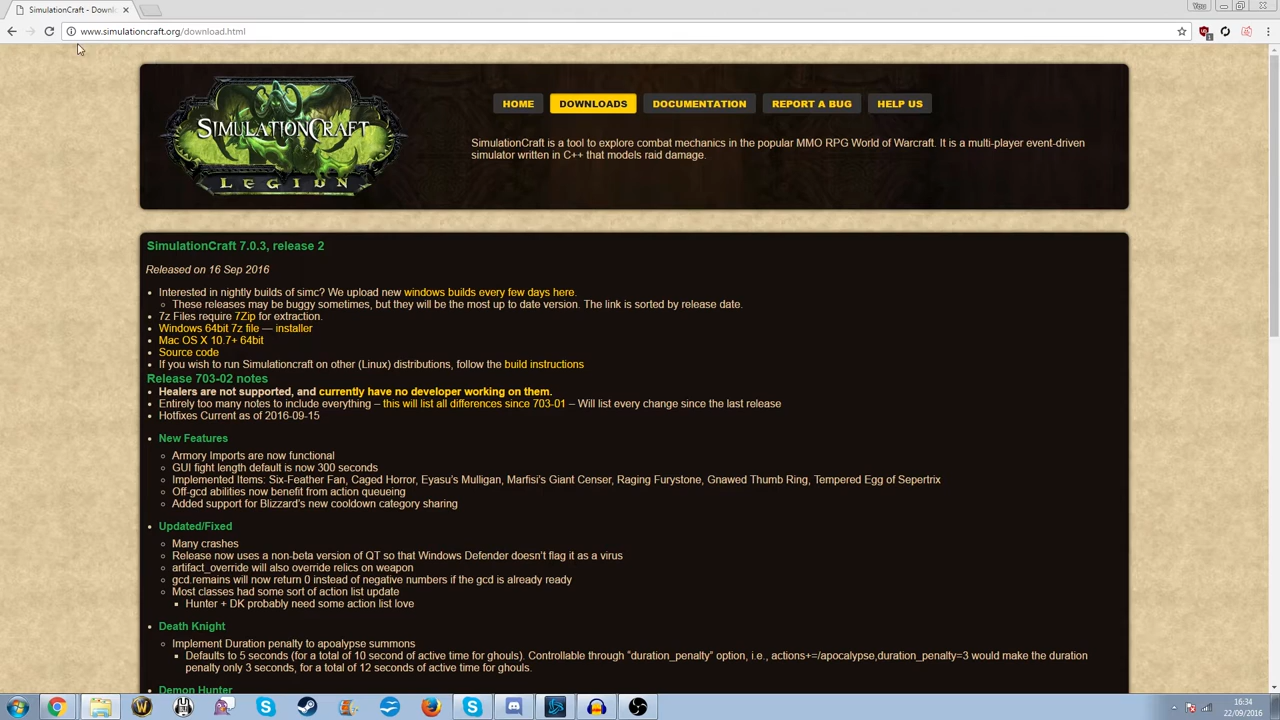 SimulationCraft - Downl
You
www.simulationcraft.org/download.html
SIMULATIONCRAFT
LEGION
HOME
DOWNLOADS
DOCUMENTATION
REPORT A BUG
HELP US
SimulationCraft is a tool to explore combat mechanics in the popular MMO RPG World of Warcraft. It is a multi-player event-driven
simulator written in C++ that models raid damage.
SimulationCraft 7.0.3, release 2
Released on 16 Sep 2016
Interested in nightly builds of simc? We upload new windows builds every few days here.
These releases may be buggy sometimes, but they will be the most up to date version. The link is sorted by release date.
7z Files require 7Zip for extraction.
Windows 64bit 7z file — installer
Mac OS X 10.7+ 64bit
Source code
If you wish to run Simulationcraft on other (Linux) distributions, follow the build instructions
Release 703-02 notes
Healers are not supported, and currently have no developer working on them.
Entirely too many notes to include everything – this will list all differences since 703-01 – Will list every change since the last release
Hotfixes Current as of 2016-09-15
New Features
Armory Imports are now functional
GUI fight length default is now 300 seconds
Implemented Items: Six-Feather Fan, Caged Horror, Eyasu's Mulligan, Marfisi's Giant Censer, Raging Furystone, Gnawed Thumb Ring, Tempered Egg of Sepertrix
Off-gcd abilities now benefit from action queueing
Added support for Blizzard's new cooldown category sharing
Updated/Fixed
Many crashes
Release now uses a non-beta version of QT so that Windows Defender doesn't flag it as a virus
artifact_override will also override relics on weapon
gcd.remains will now return 0 instead of negative numbers if the gcd is already ready
Most classes had some sort of action list update
Hunter + DK probably need some action list love
Death Knight
Implement Duration penalty to apoalypse summons
Defaults to 5 seconds (for a total of 10 second of active time for ghouls). Controllable through "duration_penalty" option, i.e., actions+=/apocalypse,duration_penalty=3 would make the duration
penalty only 3 seconds, for a total of 12 seconds of active time for ghouls.
Demon Hunter
16:34
22/09/2016